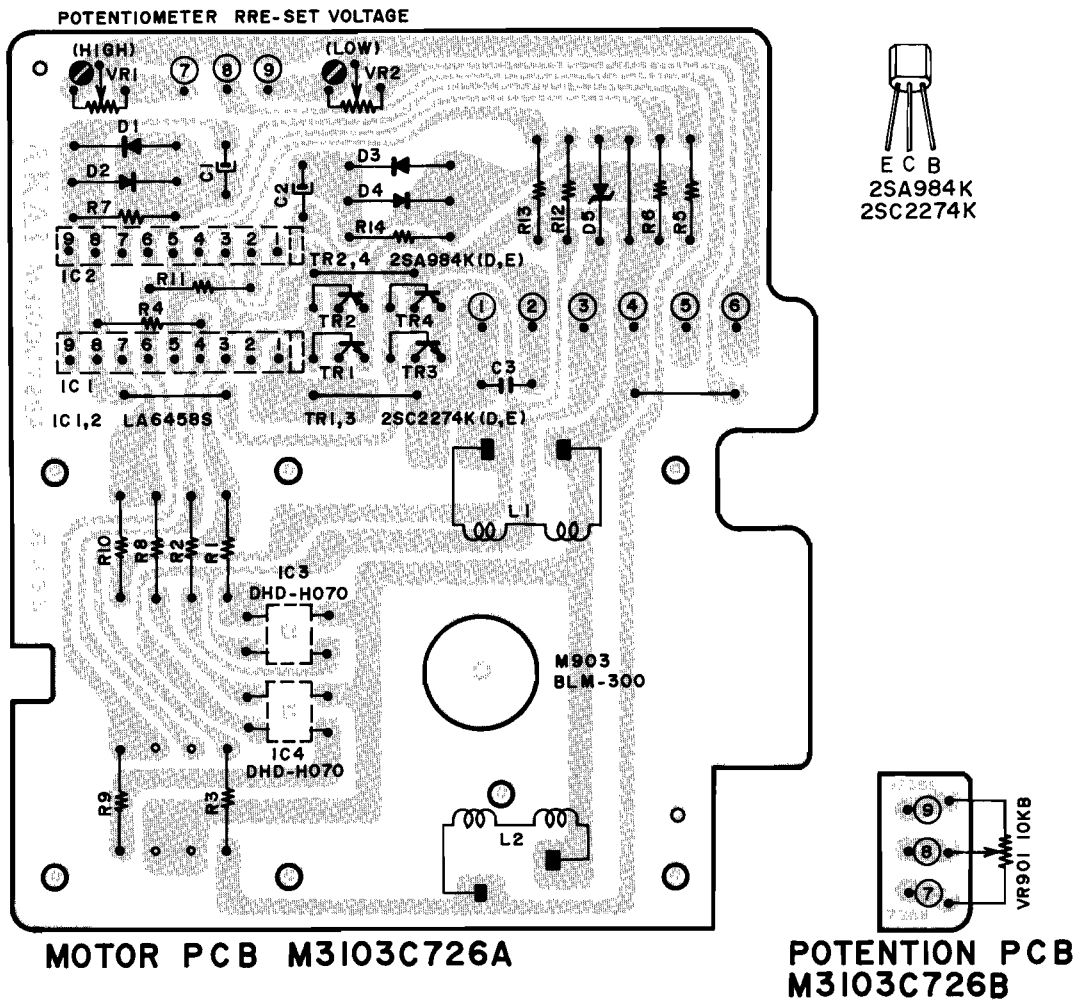 POTENTIOMETER RRE-SET VOLTAGE
(HIGH)
VR1
7 8 9
(LOW)
VR2
D1
D2
R7
C1
C2
D3
D4
R14
R13
R12
D5
R6
R5
E C B
2SA984K
2SC2274K
9 8 7 6 5 4 3 2 1
IC2
TR2,4 2SA984K(D,E)
R11
R4
TR2
TR4
1 2 3 4 5 6
9 8 7 6 5 4 3 2 1
IC1
TR1
TR3
C3
IC1,2 LA6458S
TR1,3 2SC2274K(D,E)
L1
R10
R8
R2
R1
IC3
DHD-H070
M903
BLM-300
IC4
DHD-H070
R9
R3
L2
9
8
7
VR901 10KB
MOTOR PCB M3103C726A
POTENTION PCB
M3103C726B